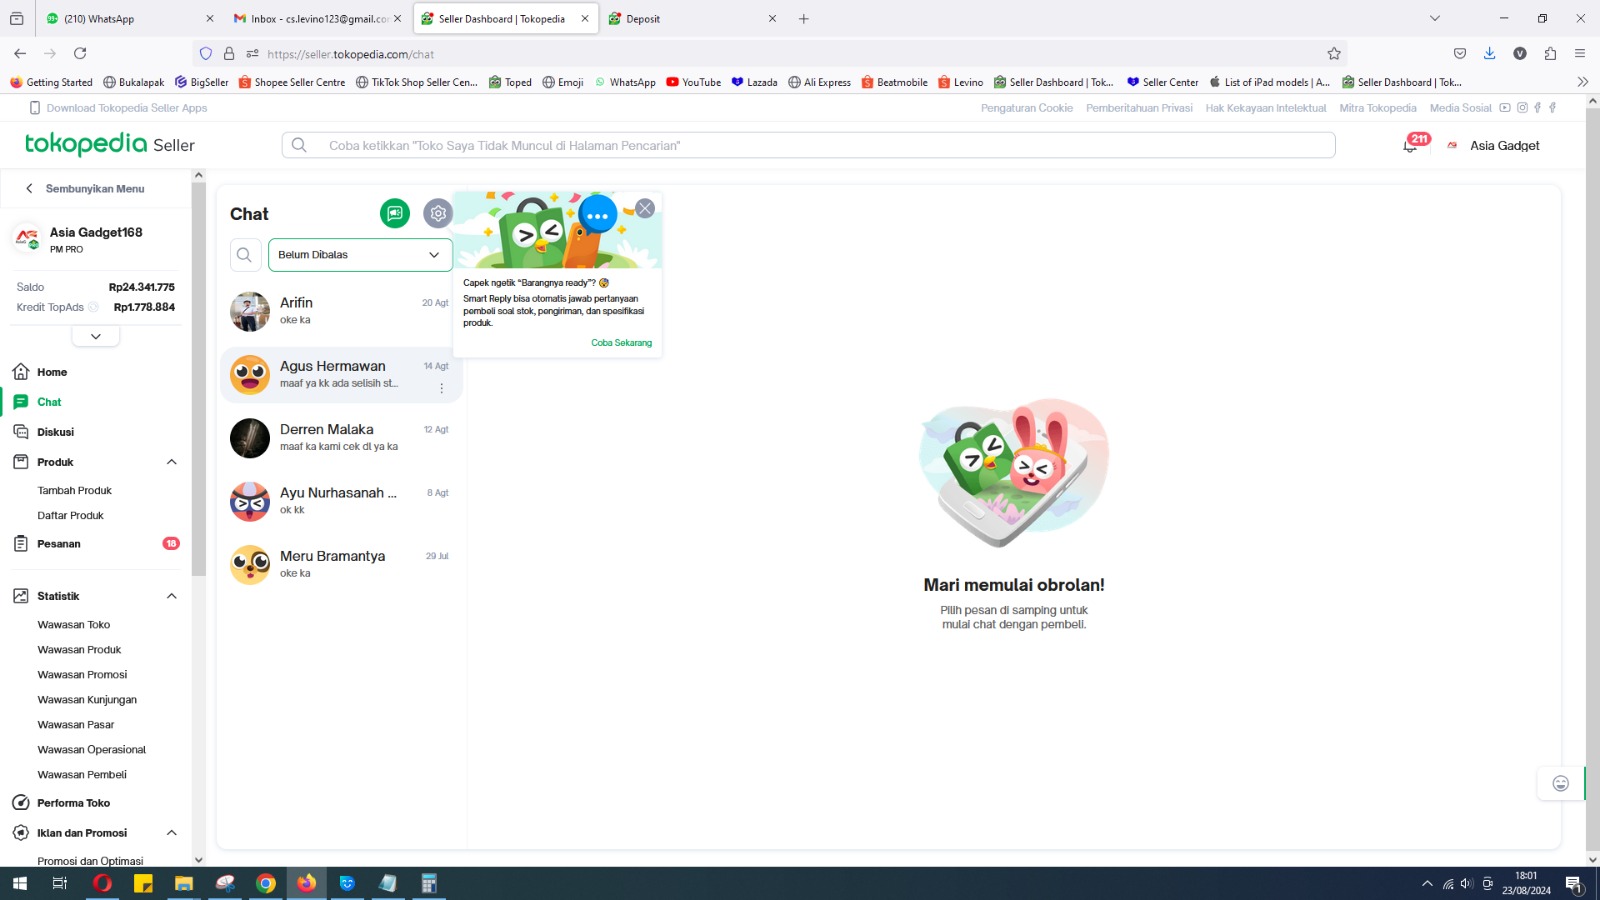 (210) WhatsApp
Inbox - cs.levino123@gmail.co
Seller Dashboard | Tokopedia
Deposit
https://seller.tokopedia.com/chat
Getting Started
Bukalapak
BigSeller
Shopee Seller Centre
TikTok Shop Seller Cen...
Toped
Emoji
WhatsApp
YouTube
Lazada
Ali Express
Beatmobile
Levino
Seller Dashboard | Tok...
Seller Center
List of iPad models | A...
Seller Dashboard | Tok...
Download Tokopedia Seller Apps
Pengaturan Cookie
Pemberitahuan Privasi
Hak Kekayaan Intelektual
Mitra Tokopedia
Media Sosial
tokopedia Seller
Coba ketikkan "Toko Saya Tidak Muncul di Halaman Pencarian"
211
Asia Gadget
Sembunyikan Menu
Asia Gadget168
PM PRO
Saldo
Rp24.341.775
Kredit TopAds
Rp1.778.884
Home
Chat
Diskusi
Produk
Tambah Produk
Daftar Produk
Pesanan
18
Statistik
Wawasan Toko
Wawasan Produk
Wawasan Promosi
Wawasan Kunjungan
Wawasan Pasar
Wawasan Operasional
Wawasan Pembeli
Performa Toko
Iklan dan Promosi
Promosi dan Optimasi
Chat
Belum Dibalas
Arifin
20 Agt
oke ka
Agus Hermawan
14 Agt
maaf ya kk ada selisih st...
Derren Malaka
12 Agt
maaf ka kami cek dl ya ka
Ayu Nurhasanah ...
8 Agt
ok kk
Meru Bramantya
29 Jul
oke ka
Capek ngetik “Barangnya ready”? 🤯
Smart Reply bisa otomatis jawab pertanyaan
pembeli soal stok, pengiriman, dan spesifikasi
produk.
Coba Sekarang
Mari memulai obrolan!
Pilih pesan di samping untuk
mulai chat dengan pembeli.
18:01
23/08/2024
1